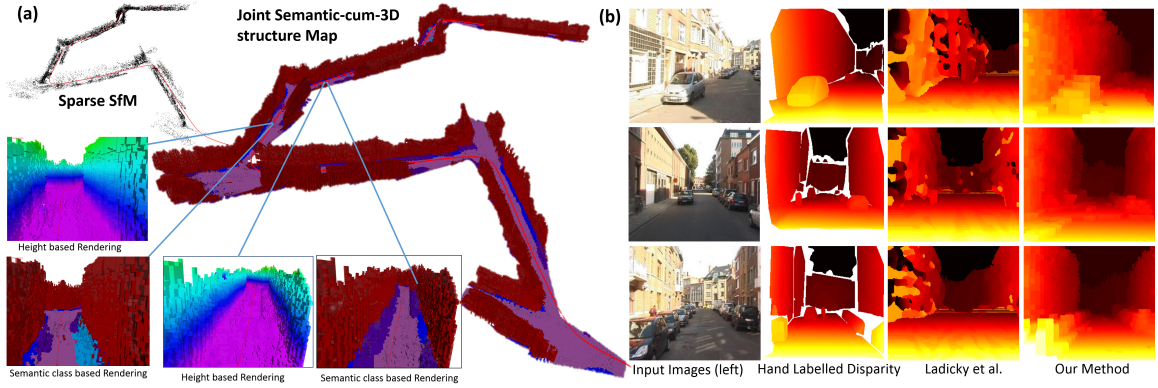 (a)
Joint Semantic-cum-3D
structure Map
Sparse SfM
Height based Rendering
Semantic class based Rendering
Height based Rendering
Semantic class based Rendering
(b)
Input Images (left)
Hand Labelled Disparity
Ladicky et al.
Our Method